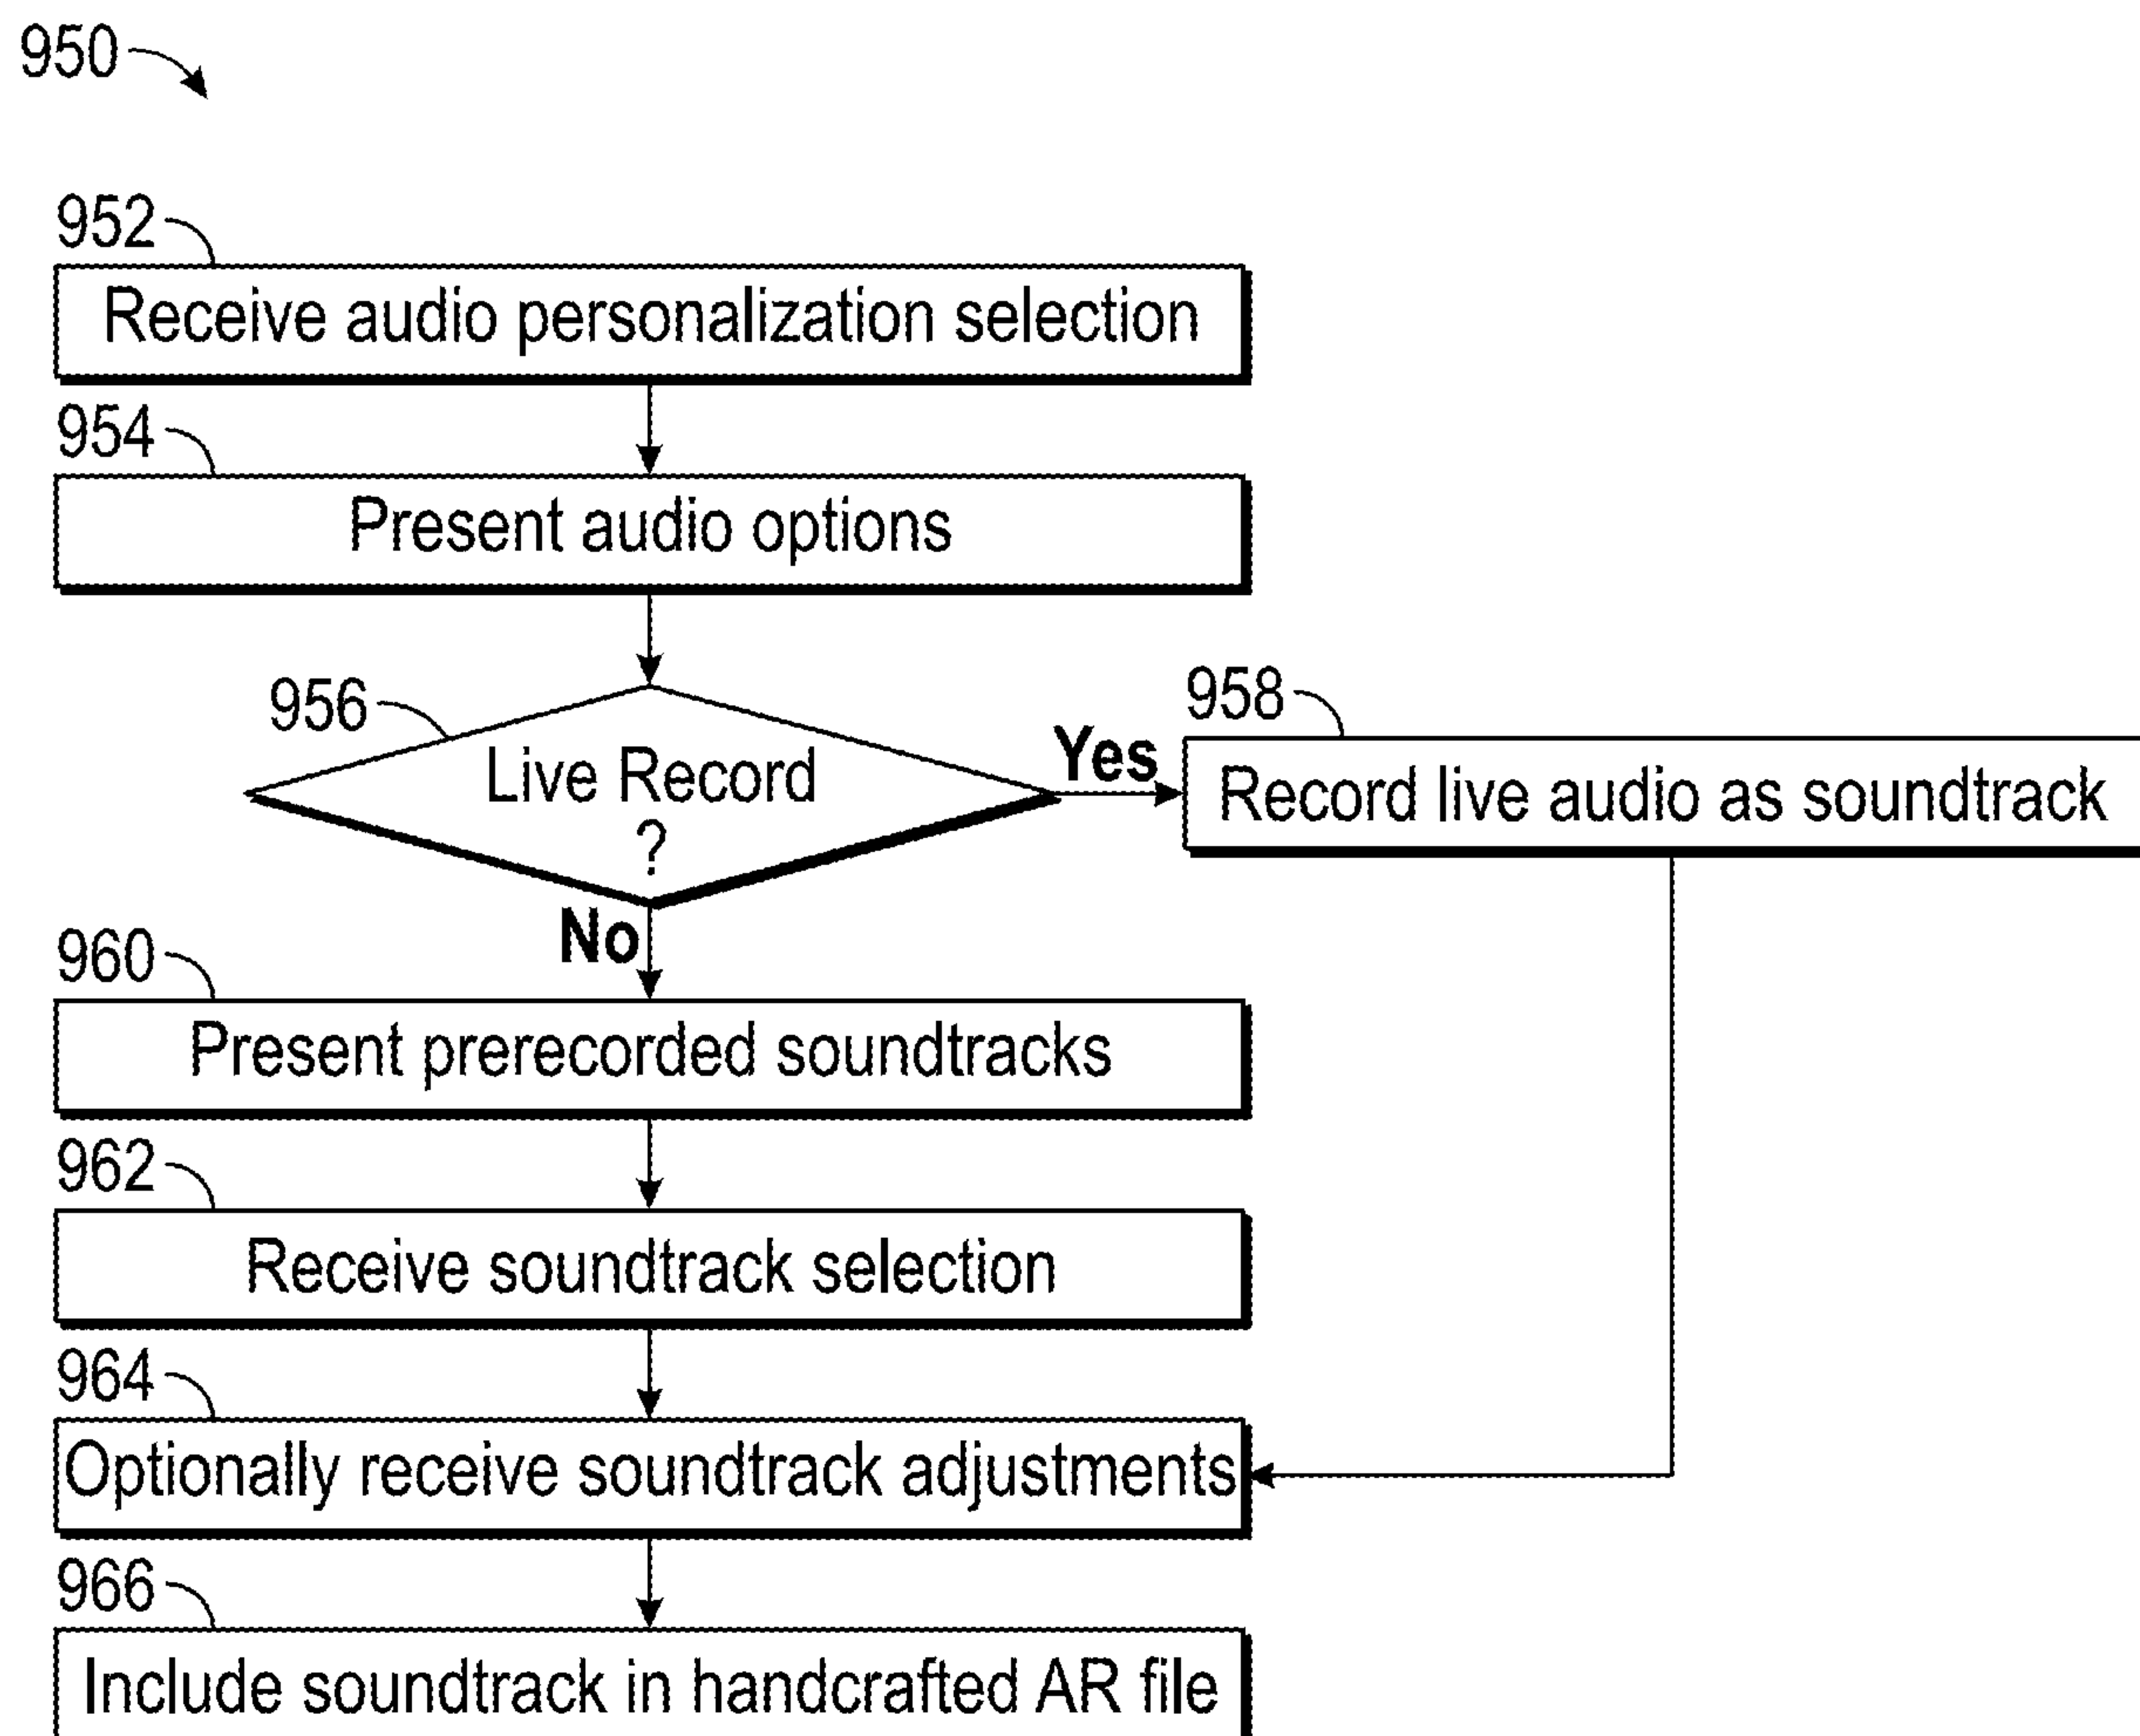 950
952
Receive audio personalization selection
954
Present audio options
956
Live Record
?
Yes
958
Record live audio as soundtrack
No
960
Present prerecorded soundtracks
962
Receive soundtrack selection
964
Optionally receive soundtrack adjustments
966
Include soundtrack in handcrafted AR file